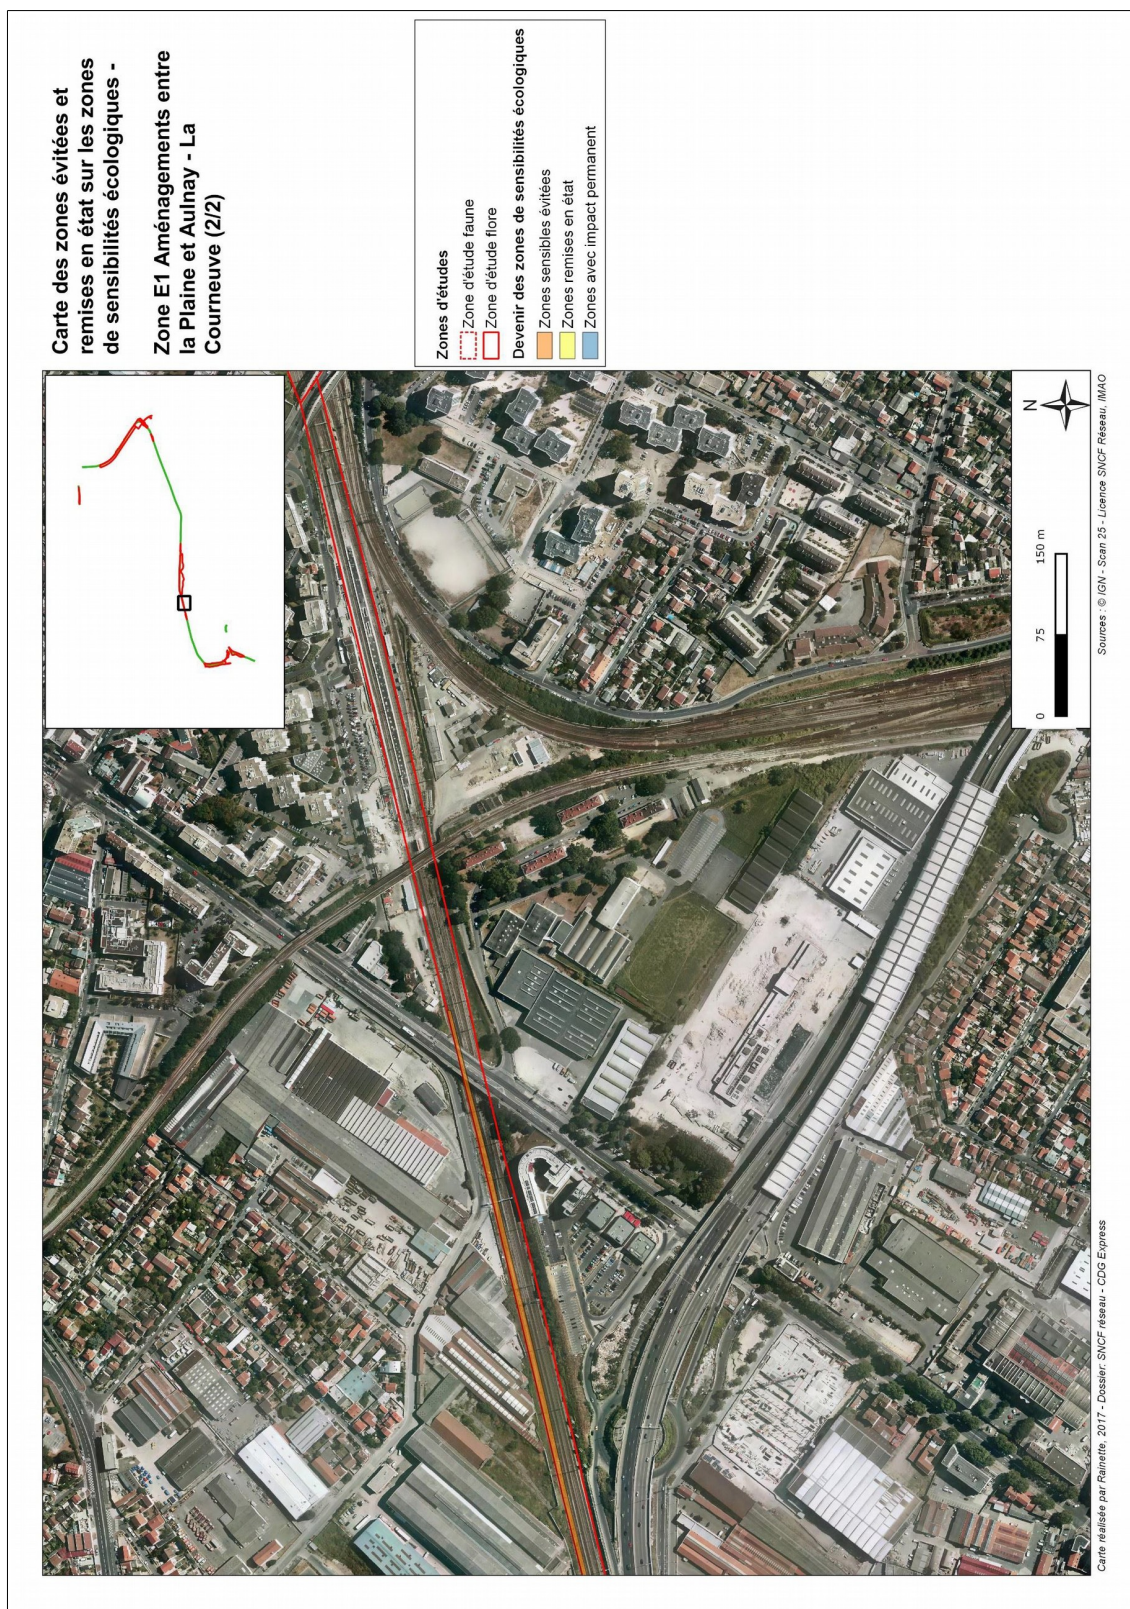 Carte des zones évitées et
remises en état sur les zones
de sensibilités écologiques -
Zone E1 Aménagements entre
la Plaine et Aulnay - La
Courneuve (2/2)
Zones d'études
Zone d'étude faune
Zone d'étude flore
Devenir des zones de sensibilités écologiques
Zones sensibles évitées
Zones remises en état
Zones avec impact permanent
N
0 75 150 m
Carte réalisée par Rainette, 2017 - Dossier: SNCF réseau - CDG Express
Sources : © IGN - Scan 25 - Licence SNCF Réseau, IMAO